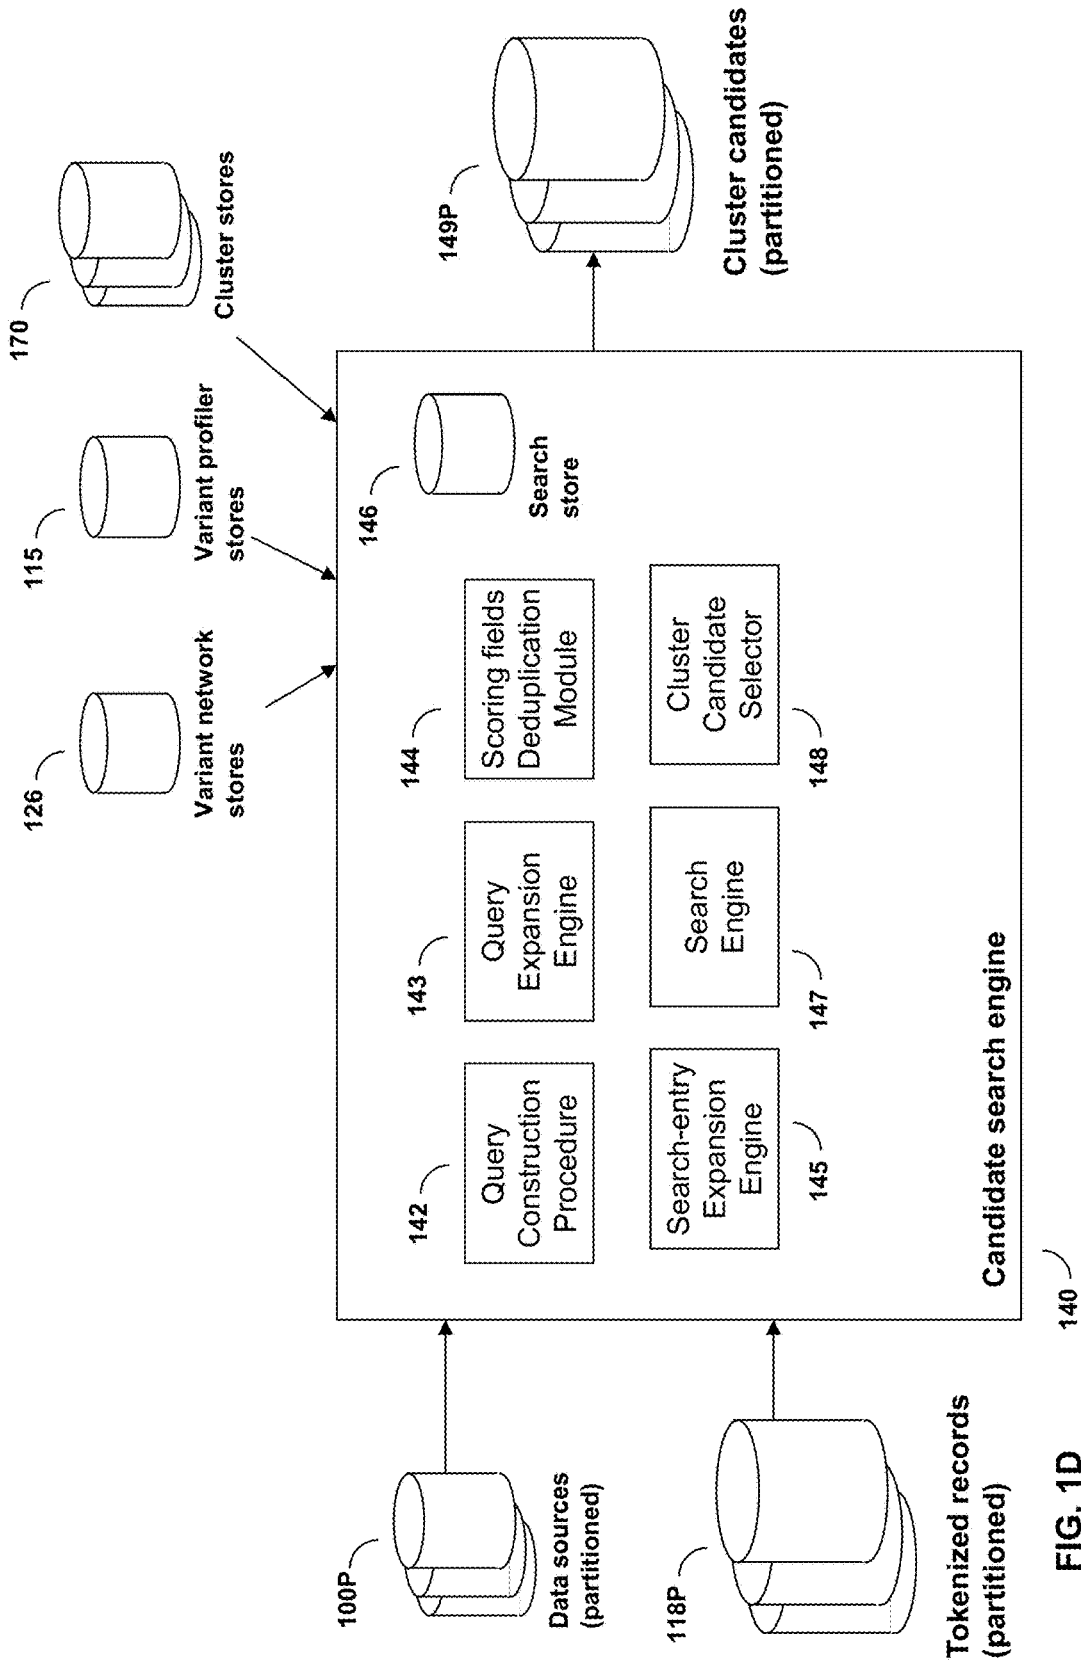 126
Variant network
stores
115
Variant profiler
stores
170
Cluster stores
100P
Data sources
(partitioned)
118P
Tokenized records
(partitioned)
142
Query
Construction
Procedure
143
Query
Expansion
Engine
144
Scoring fields
Deduplication
Module
146
Search
store
Search-entry
Expansion
Engine
145
Search
Engine
147
Cluster
Candidate
Selector
148
Candidate search engine
140
149P
Cluster candidates
(partitioned)
FIG. 1D